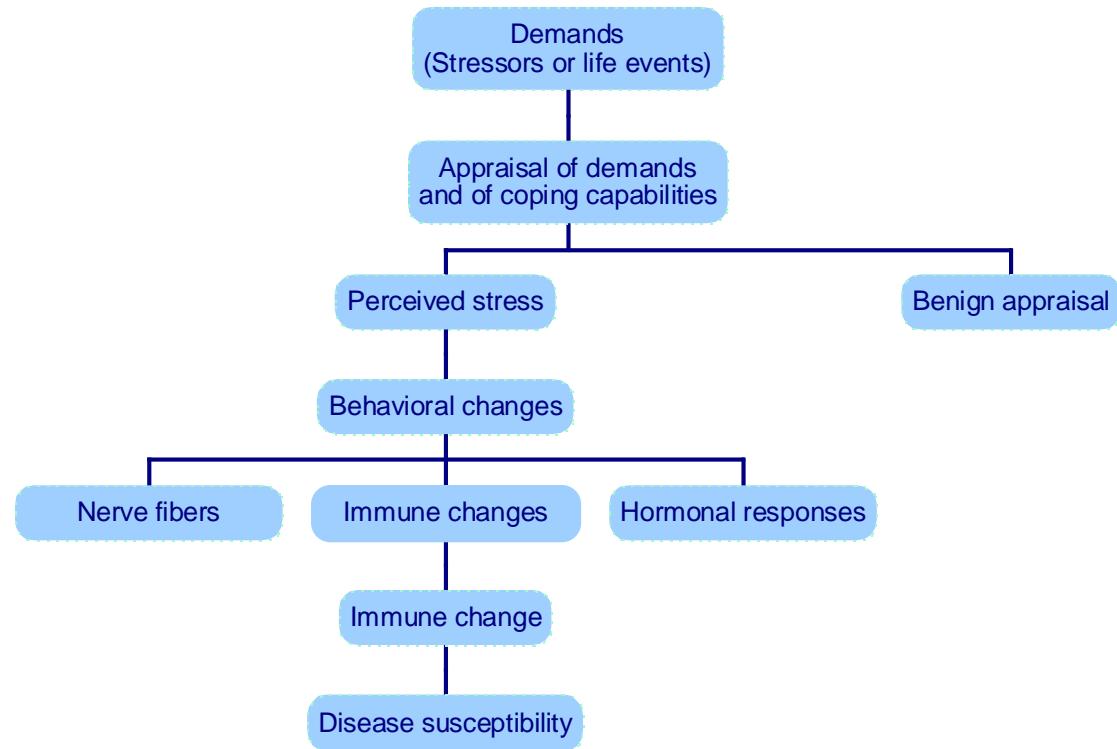 Demands
(Stressors or life events)
Appraisal of demands
and of coping capabilities
Perceived stress
Benign appraisal
Behavioral changes
Nerve fibers
Immune changes
Hormonal responses
Immune change
Disease susceptibility